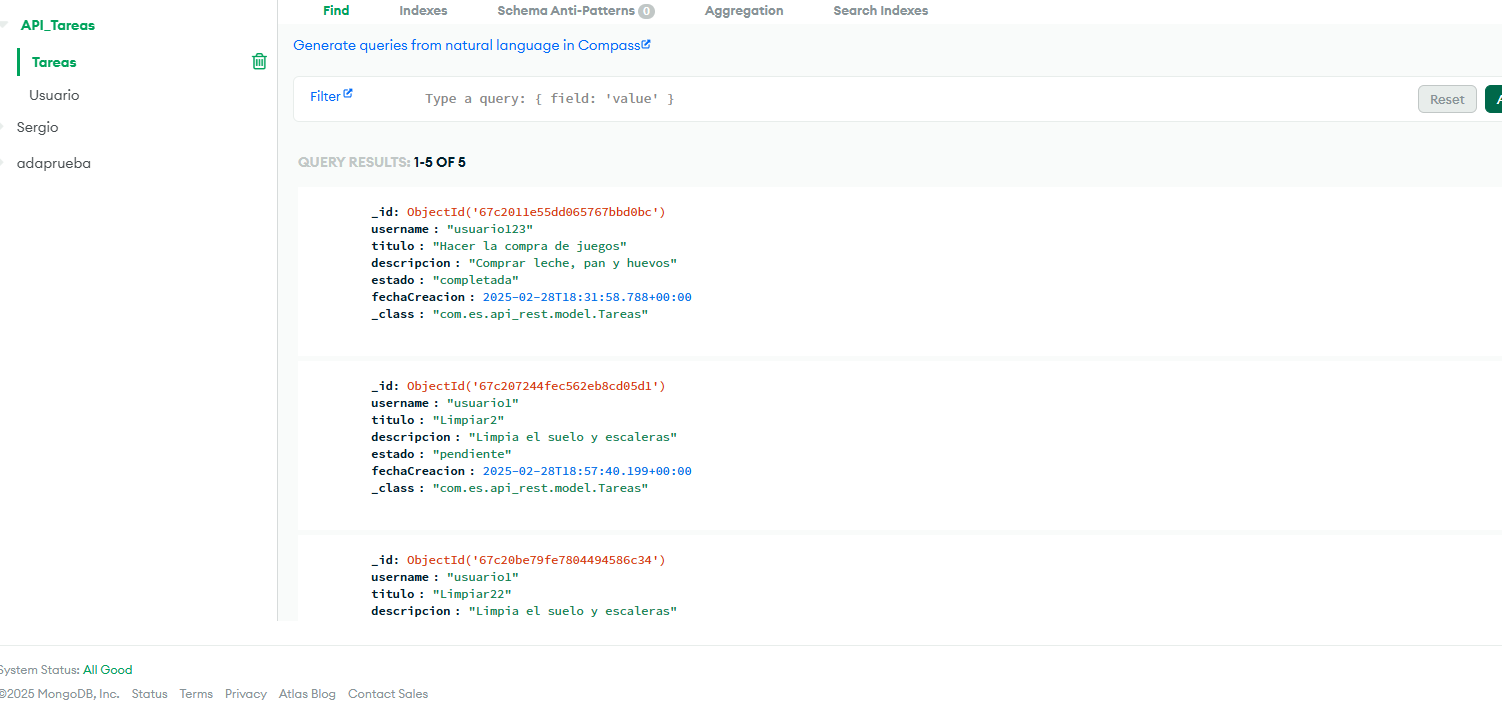 API_Tareas
Tareas
Usuario
Sergio
adaprueba
Find Indexes Schema Anti-Patterns 0 Aggregation Search Indexes
Generate queries from natural language in Compass
Filter Type a query: { field: 'value' } Reset A
QUERY RESULTS: 1-5 OF 5
_id: ObjectId('67c2011e55dd065767bbd0bc')
username : "usuario123"
titulo : "Hacer la compra de juegos"
descripcion : "Comprar leche, pan y huevos"
estado : "completada"
fechaCreacion : 2025-02-28T18:31:58.788+00:00
_class : "com.es.api_rest.model.Tareas"
_id: ObjectId('67c207244fec562eb8cd05d1')
username : "usuario1"
titulo : "Limpiar2"
descripcion : "Limpia el suelo y escaleras"
estado : "pendiente"
fechaCreacion : 2025-02-28T18:57:40.199+00:00
_class : "com.es.api_rest.model.Tareas"
_id: ObjectId('67c20be79fe7804494586c34')
username : "usuario1"
titulo : "Limpiar22"
descripcion : "Limpia el suelo y escaleras"
System Status: All Good
©2025 MongoDB, Inc. Status Terms Privacy Atlas Blog Contact Sales